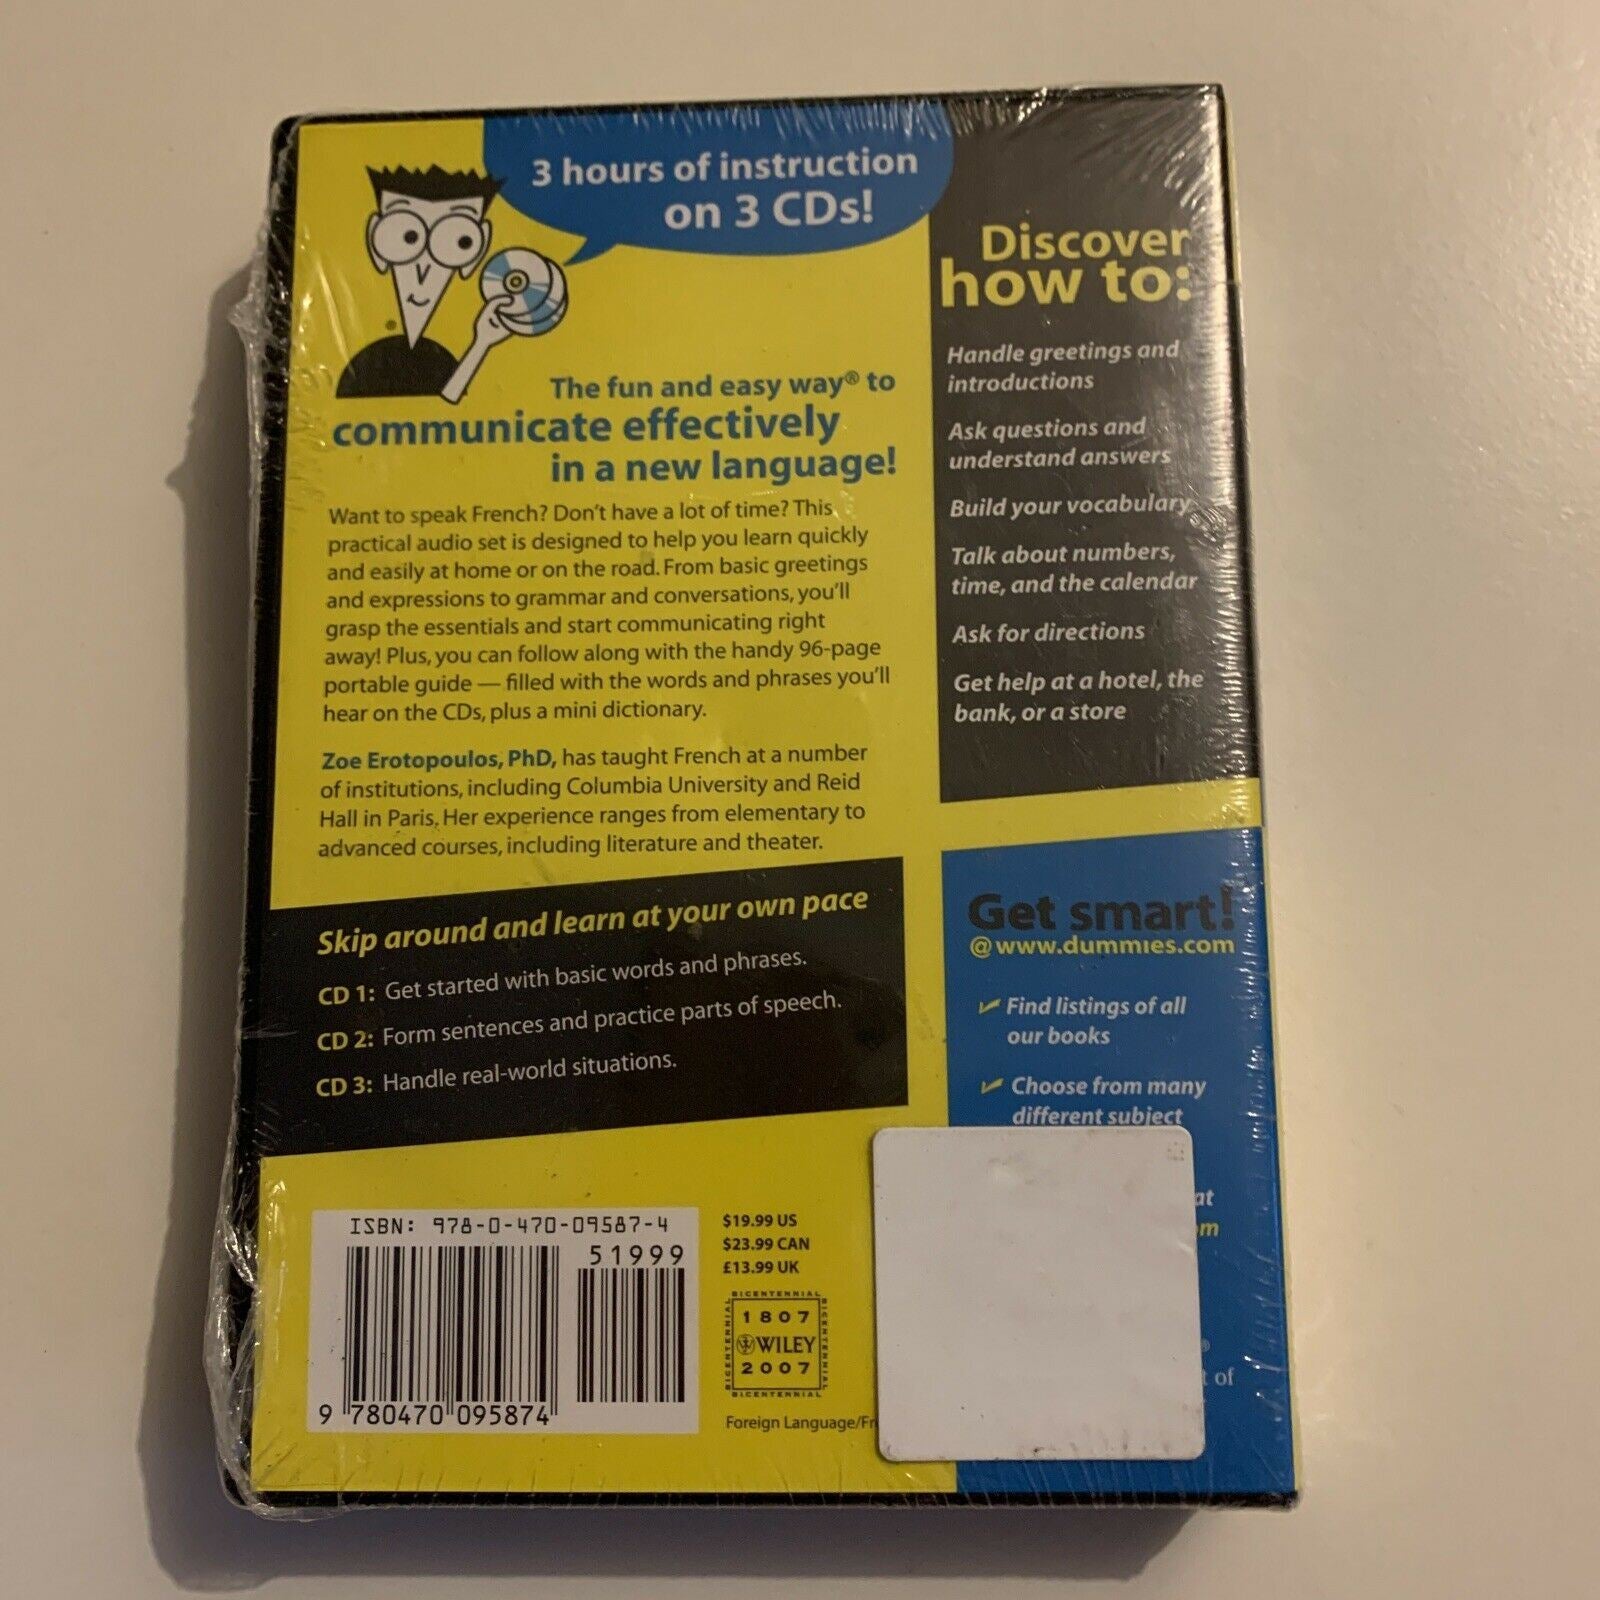 3 hours of instruction
on 3 CDs!
The fun and easy way® to
communicate effectively
in a new language!
Want to speak French? Don't have a lot of time? This
practical audio set is designed to help you learn quickly
and easily at home or on the road. From basic greetings
and expressions to grammar and conversations, you'll
grasp the essentials and start communicating right
away! Plus, you can follow along with the handy 96-page
portable guide — filled with the words and phrases you'll
hear on the CDs, plus a mini dictionary.
Zoe Erotopoulos, PhD, has taught French at a number
of institutions, including Columbia University and Reid
Hall in Paris. Her experience ranges from elementary to
advanced courses, including literature and theater.
Skip around and learn at your own pace
CD 1: Get started with basic words and phrases.
CD 2: Form sentences and practice parts of speech.
CD 3: Handle real-world situations.
Discover
how to:
Handle greetings and
introductions
Ask questions and
understand answers
Build your vocabulary
Talk about numbers,
time, and the calendar
Ask for directions
Get help at a hotel, the
bank, or a store
Get smart!
@www.dummies.com
Find listings of all
our books
Choose from many
different subject
at
of
ISBN: 978-0-470-09587-4
51999
9 780470 095874
$19.99 US
$23.99 CAN
£13.99 UK
BICENTENNIAL
BICENTENNIAL
1807
WILEY
2007
BICENTENNIAL
BICENTENNIAL
Foreign Language/Fr